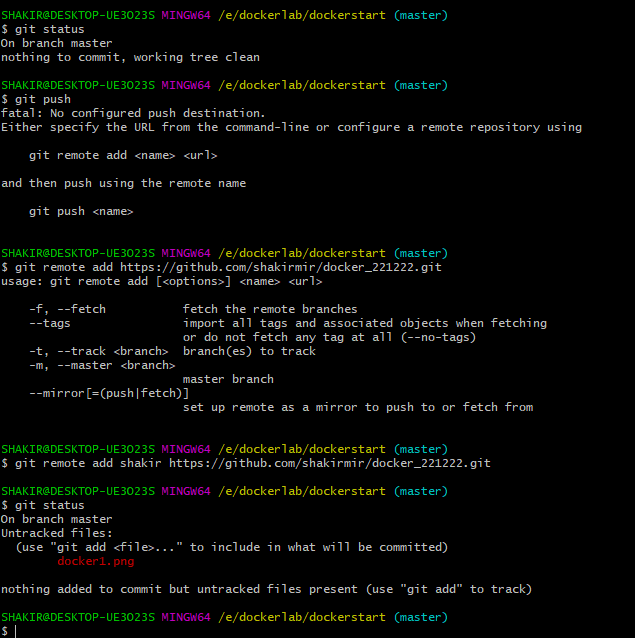 SHAKIR@DESKTOP-UE3O23S MINGW64 /e/dockerlab/dockerstart (master)
$ git status
On branch master
nothing to commit, working tree clean
SHAKIR@DESKTOP-UE3O23S MINGW64 /e/dockerlab/dockerstart (master)
$ git push
fatal: No configured push destination.
Either specify the URL from the command-line or configure a remote repository using
git remote add <name> <url>
and then push using the remote name
git push <name>
SHAKIR@DESKTOP-UE3O23S MINGW64 /e/dockerlab/dockerstart (master)
$ git remote add https://github.com/shakirmir/docker_221222.git
usage: git remote add [<options>] <name> <url>
-f, --fetch fetch the remote branches
--tags import all tags and associated objects when fetching
or do not fetch any tag at all (--no-tags)
-t, --track <branch> branch(es) to track
-m, --master <branch>
master branch
--mirror[=(push|fetch)]
set up remote as a mirror to push to or fetch from
SHAKIR@DESKTOP-UE3O23S MINGW64 /e/dockerlab/dockerstart (master)
$ git remote add shakir https://github.com/shakirmir/docker_221222.git
SHAKIR@DESKTOP-UE3O23S MINGW64 /e/dockerlab/dockerstart (master)
$ git status
On branch master
Untracked files:
(use "git add <file>..." to include in what will be committed)
docker1.png
nothing added to commit but untracked files present (use "git add" to track)
SHAKIR@DESKTOP-UE3O23S MINGW64 /e/dockerlab/dockerstart (master)
$